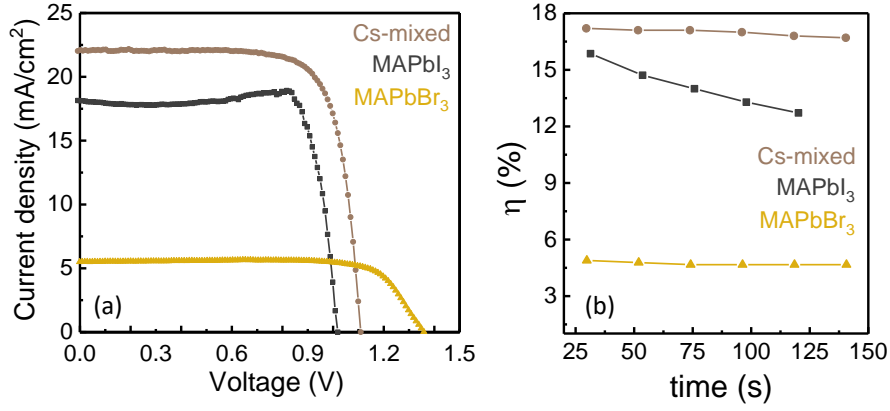 25
20
15
10
5
0
Current density (mA/cm²)
Cs-mixed
MAPbI₃
MAPbBr₃
(a)
0.0 0.3 0.6 0.9 1.2 1.5
Voltage (V)
18
15
12
9
6
3
η (%)
Cs-mixed
MAPbI₃
MAPbBr₃
(b)
25 50 75 100 125 150
time (s)